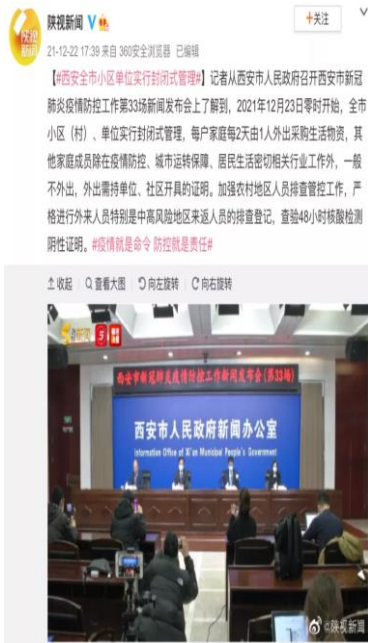 陕视新闻
+关注
21-12-22 17:39 来自 360安全浏览器 已编辑
【#西安全市小区单位实行封闭式管理#】记者从西安市人民政府召开西安市新冠
肺炎疫情防控工作第33场新闻发布会上了解到，2021年12月23日零时开始，全市
小区（村）、单位实行封闭式管理，每户家庭每2天由1人外出采购生活物资，其
他家庭成员除在疫情防控、城市运转保障、居民生活密切相关行业工作外，一般
不外出，外出需持单位、社区开具的证明。加强农村地区人员排查管控工作，严
格进行外来人员特别是中高风险地区来返人员的排查登记，查验48小时核酸检测
阴性证明。#疫情就是命令 防控就是责任#
收起 查看大图 向左旋转 向右旋转
西安市新冠肺炎疫情防控工作新闻发布会(第33场)
西安市人民政府新闻办公室
Information Office of Xi'an Municipal People's Government
@陕视新闻